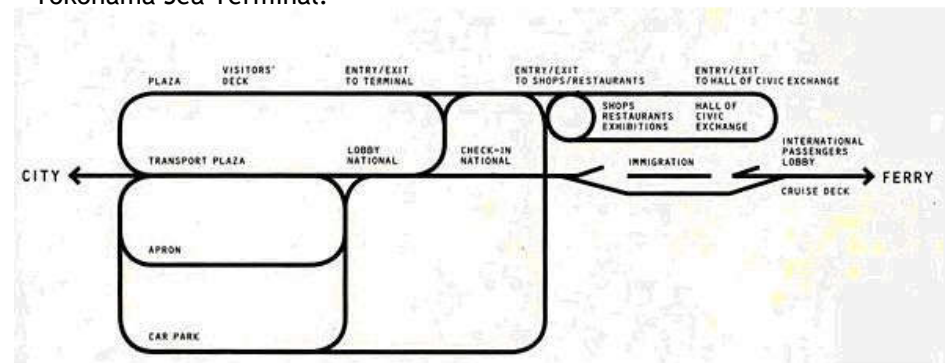 Yokohama Sea Terminal.
PLAZA
VISITORS'
DECK
ENTRY/EXIT
TO TERMINAL
ENTRY/EXIT
TO SHOPS/RESTAURANTS
ENTRY/EXIT
TO HALL OF CIVIC EXCHANGE
SHOPS
RESTAURANTS
EXHIBITIONS
HALL OF
CIVIC
EXCHANGE
CITY
TRANSPORT PLAZA
LOBBY
NATIONAL
CHECK-IN
NATIONAL
IMMIGRATION
INTERNATIONAL
PASSENGERS
LOBBY
FERRY
CRUISE DECK
APRON
CAR PARK